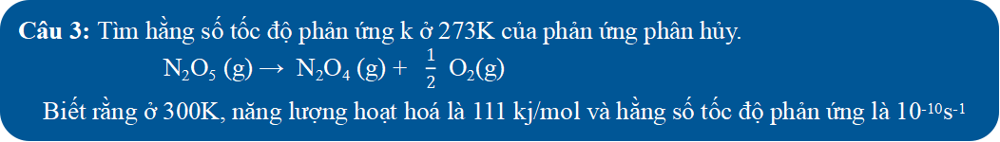 Câu 3: Tìm hằng số tốc độ phản ứng k ở 273K của phản ứng phân hủy.
N₂O₅ (g) → N₂O₄ (g) + 1/2 O₂(g)
Biết rằng ở 300K, năng lượng hoạt hoá là 111 kj/mol và hằng số tốc độ phản ứng là 10⁻¹⁰s⁻¹